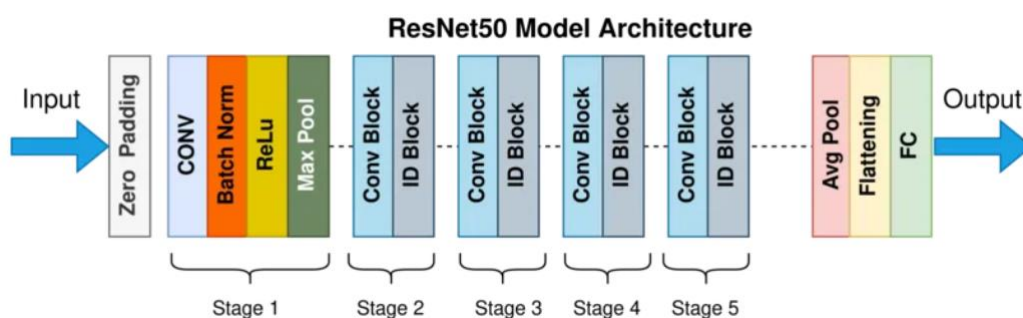 ResNet50 Model Architecture
Input
Zero Padding
CONV
Batch Norm
ReLu
Max Pool
Conv Block
ID Block
Conv Block
ID Block
Conv Block
ID Block
Conv Block
ID Block
Avg Pool
Flattening
FC
Output
Stage 1
Stage 2
Stage 3
Stage 4
Stage 5